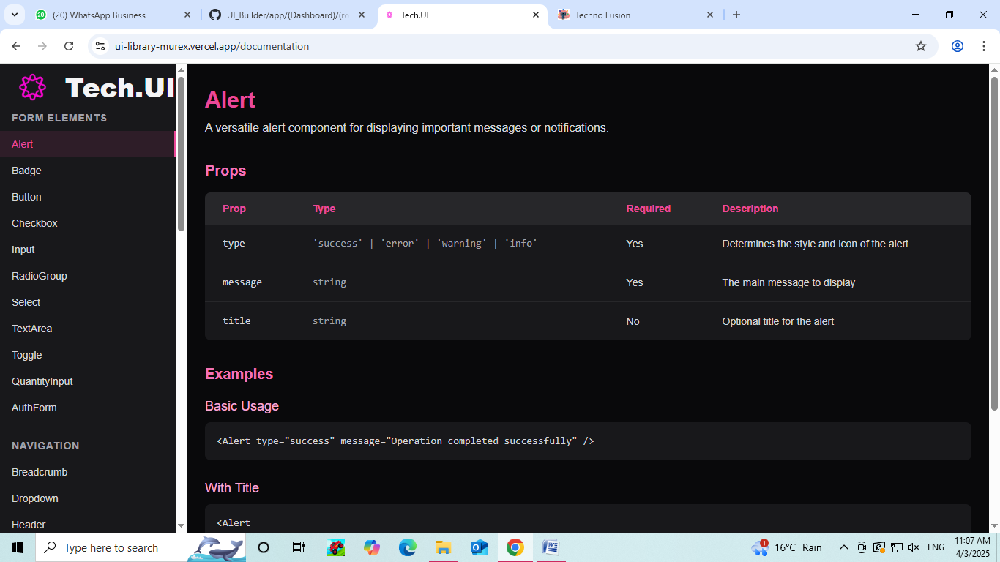 (20) WhatsApp Business
UI_Builder/app/(Dashboard)/(ro
Tech.UI
Techno Fusion
ui-library-murex.vercel.app/documentation
Tech.UI
FORM ELEMENTS
Alert
Badge
Button
Checkbox
Input
RadioGroup
Select
TextArea
Toggle
QuantityInput
AuthForm
NAVIGATION
Breadcrumb
Dropdown
Header
Alert
A versatile alert component for displaying important messages or notifications.
Props
Prop Type Required Description
type 'success' | 'error' | 'warning' | 'info' Yes Determines the style and icon of the alert
message string Yes The main message to display
title string No Optional title for the alert
Examples
Basic Usage
<Alert type="success" message="Operation completed successfully" />
With Title
<Alert
Type here to search
1
16°C Rain
ENG
11:07 AM
4/3/2025